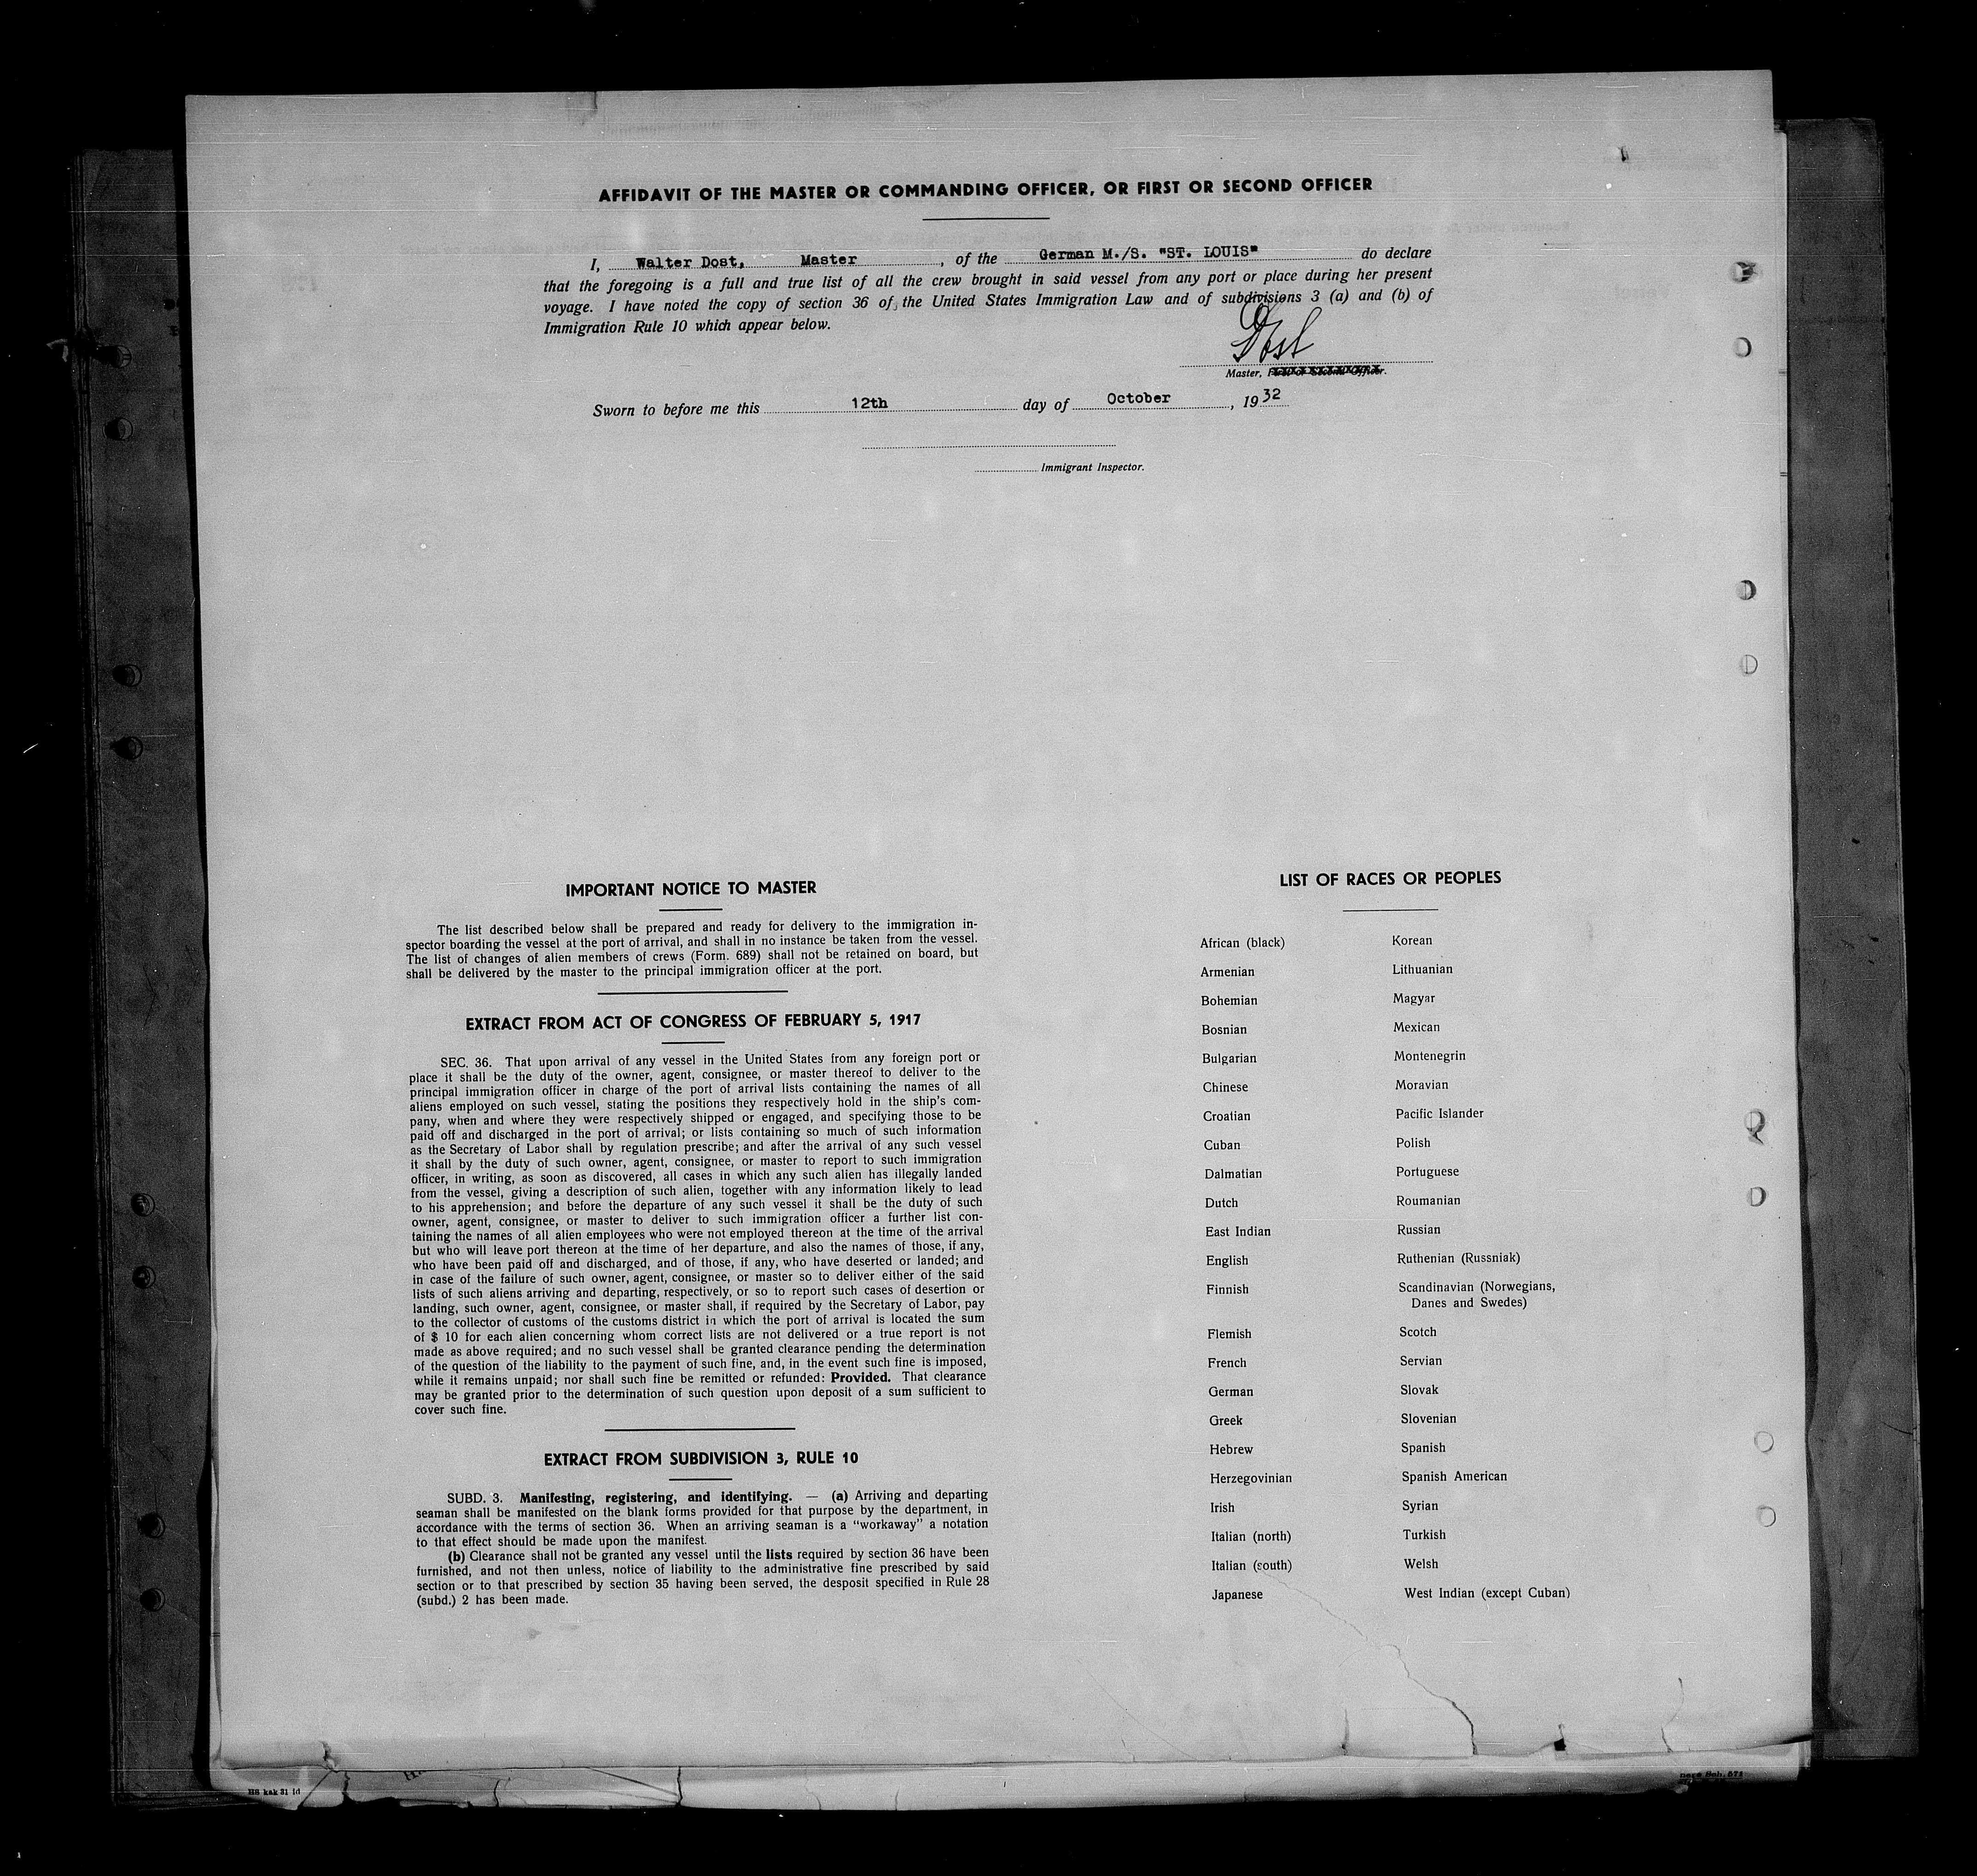 AFFIDAVIT OF THE MASTER OR COMMANDING OFFICER, OR FIRST OR SECOND OFFICER
I, Walter Dost, Master, of the German M./S. "ST. LOUIS" do declare
that the foregoing is a full and true list of all the crew brought in said vessel from any port or place during her present
voyage. I have noted the copy of section 36 of the United States Immigration Law and of subdivisions 3 (a) and (b) of
Immigration Rule 10 which appear below.
Dost
Master, First or Second Officer.
Sworn to before me this 12th day of October, 1932
Immigrant Inspector.
IMPORTANT NOTICE TO MASTER
The list described below shall be prepared and ready for delivery to the immigration in-
spector boarding the vessel at the port of arrival, and shall in no instance be taken from the vessel.
The list of changes of alien members of crews (Form. 689) shall not be retained on board, but
shall be delivered by the master to the principal immigration officer at the port.
EXTRACT FROM ACT OF CONGRESS OF FEBRUARY 5, 1917
SEC. 36. That upon arrival of any vessel in the United States from any foreign port or
place it shall be the duty of the owner, agent, consignee, or master thereof to deliver to the
principal immigration officer in charge of the port of arrival lists containing the names of all
aliens employed on such vessel, stating the positions they respectively hold in the ship's com-
pany, when and where they were respectively shipped or engaged, and specifying those to be
paid off and discharged in the port of arrival; or lists containing so much of such information
as the Secretary of Labor shall by regulation prescribe; and after the arrival of any such vessel
it shall by the duty of such owner, agent, consignee, or master to report to such immigration
officer, in writing, as soon as discovered, all cases in which any such alien has illegally landed
from the vessel, giving a description of such alien, together with any information likely to lead
to his apprehension; and before the departure of any such vessel it shall be the duty of such
owner, agent, consignee, or master to deliver to such immigration officer a further list con-
taining the names of all alien employees who were not employed thereon at the time of the arrival
but who will leave port thereon at the time of her departure, and also the names of those, if any,
who have been paid off and discharged, and of those, if any, who have deserted or landed; and
in case of the failure of such owner, agent, consignee, or master so to deliver either of the said
lists of such aliens arriving and departing, respectively, or so to report such cases of desertion or
landing, such owner, agent, consignee, or master shall, if required by the Secretary of Labor, pay
to the collector of customs of the customs district in which the port of arrival is located the sum
of $ 10 for each alien concerning whom correct lists are not delivered or a true report is not
made as above required; and no such vessel shall be granted clearance pending the determination
of the question of the liability to the payment of such fine, and, in the event such fine is imposed,
while it remains unpaid; nor shall such fine be remitted or refunded: Provided. That clearance
may be granted prior to the determination of such question upon deposit of a sum sufficient to
cover such fine.
EXTRACT FROM SUBDIVISION 3, RULE 10
SUBD. 3. Manifesting, registering, and identifying. — (a) Arriving and departing
seaman shall be manifested on the blank forms provided for that purpose by the department, in
accordance with the terms of section 36. When an arriving seaman is a "workaway" a notation
to that effect should be made upon the manifest.
(b) Clearance shall not be granted any vessel until the lists required by section 36 have been
furnished, and not then unless, notice of liability to the administrative fine prescribed by said
section or to that prescribed by section 35 having been served, the desposit specified in Rule 28
(subd.) 2 has been made.
LIST OF RACES OR PEOPLES
African (black)
Armenian
Bohemian
Bosnian
Bulgarian
Chinese
Croatian
Cuban
Dalmatian
Dutch
East Indian
English
Finnish
Flemish
French
German
Greek
Hebrew
Herzegovinian
Irish
Italian (north)
Italian (south)
Japanese
Korean
Lithuanian
Magyar
Mexican
Montenegrin
Moravian
Pacific Islander
Polish
Portuguese
Roumanian
Russian
Ruthenian (Russniak)
Scandinavian (Norwegians,
Danes and Swedes)
Scotch
Servian
Slovak
Slovenian
Spanish
Spanish American
Syrian
Turkish
Welsh
West Indian (except Cuban)